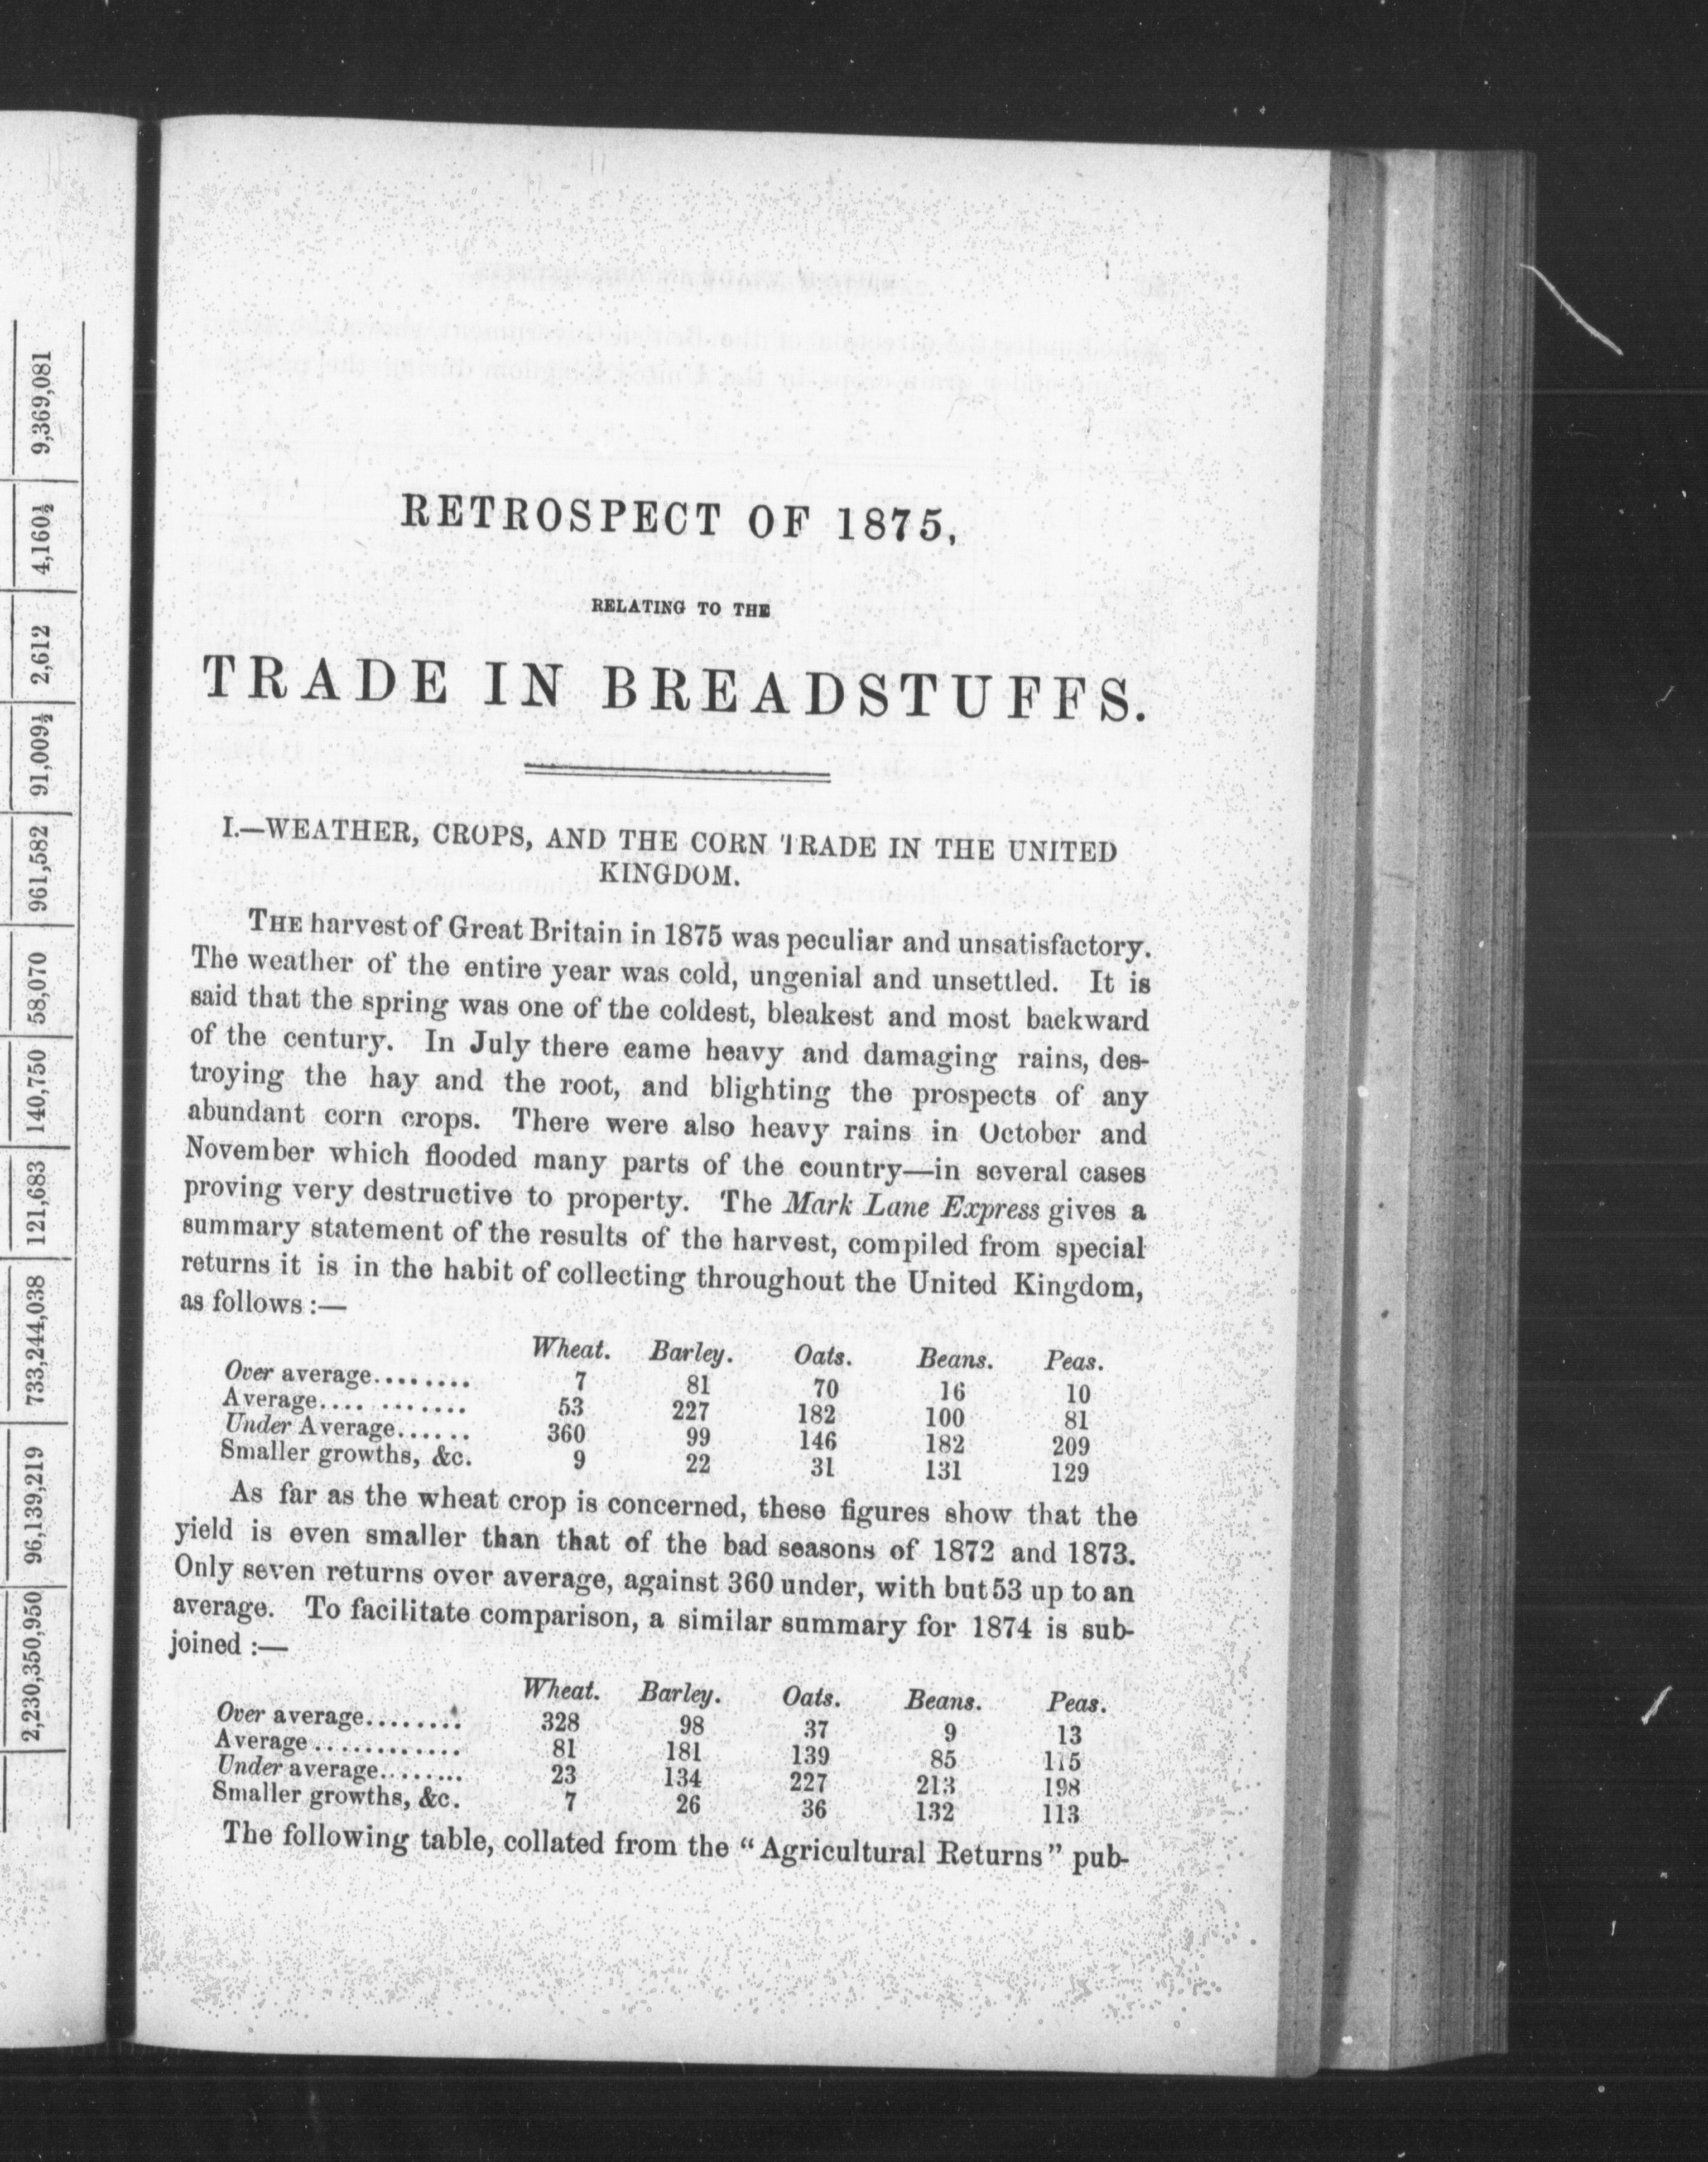 9,369,081
4,160½
2,612
91,009½
961,582
58,070
140,750
121,683
733,244,038
96,139,219
2,230,350,950
RETROSPECT OF 1875,
RELATING TO THE
TRADE IN BREADSTUFFS.
I.—WEATHER, CROPS, AND THE CORN TRADE IN THE UNITED
KINGDOM.
THE harvest of Great Britain in 1875 was peculiar and unsatisfactory.
The weather of the entire year was cold, ungenial and unsettled. It is
said that the spring was one of the coldest, bleakest and most backward
of the century. In July there came heavy and damaging rains, des-
troying the hay and the root, and blighting the prospects of any
abundant corn crops. There were also heavy rains in October and
November which flooded many parts of the country—in several cases
proving very destructive to property. The Mark Lane Express gives a
summary statement of the results of the harvest, compiled from special
returns it is in the habit of collecting throughout the United Kingdom,
as follows :—
Wheat. Barley. Oats. Beans. Peas.
Over average........ 7 81 70 16 10
Average.... ....... 53 227 182 100 81
Under Average...... 360 99 146 182 209
Smaller growths, &c. 9 22 31 131 129
As far as the wheat crop is concerned, these figures show that the
yield is even smaller than that of the bad seasons of 1872 and 1873.
Only seven returns over average, against 360 under, with but 53 up to an
average. To facilitate comparison, a similar summary for 1874 is sub-
joined :—
Wheat. Barley. Oats. Beans. Peas.
Over average........ 328 98 37 9 13
Average............. 81 181 139 85 115
Under average........ 23 134 227 213 198
Smaller growths, &c. 7 26 36 132 113
The following table, collated from the "Agricultural Returns" pub-